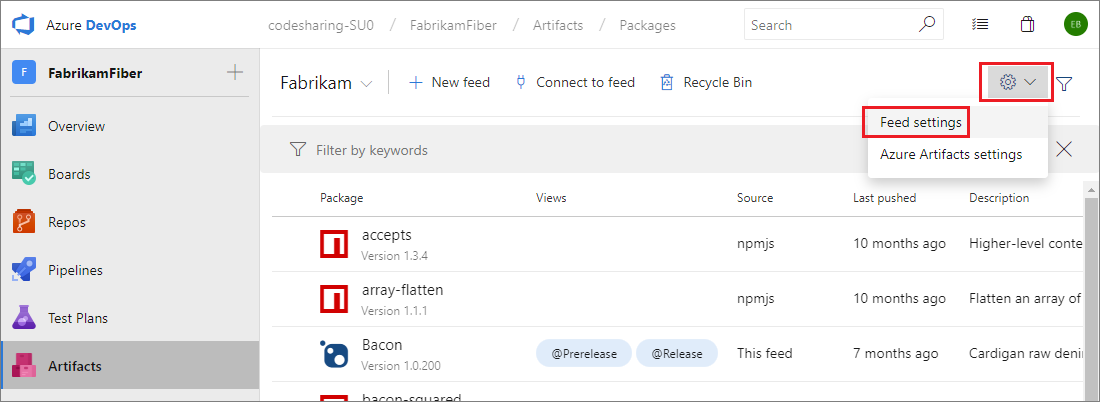 Azure DevOps
codesharing-SU0 / FabrikamFiber / Artifacts / Packages
Search
EB
F
FabrikamFiber
Overview
Boards
Repos
Pipelines
Test Plans
Artifacts
Fabrikam
New feed
Connect to feed
Recycle Bin
Feed settings
Azure Artifacts settings
Filter by keywords
Package Views Source Last pushed Description
accepts npmjs 10 months ago Higher-level conte
Version 1.3.4
array-flatten npmjs 10 months ago Flatten an array of
Version 1.1.1
Bacon @Prerelease @Release This feed 7 months ago Cardigan raw deni
Version 1.0.200
bacon-squared